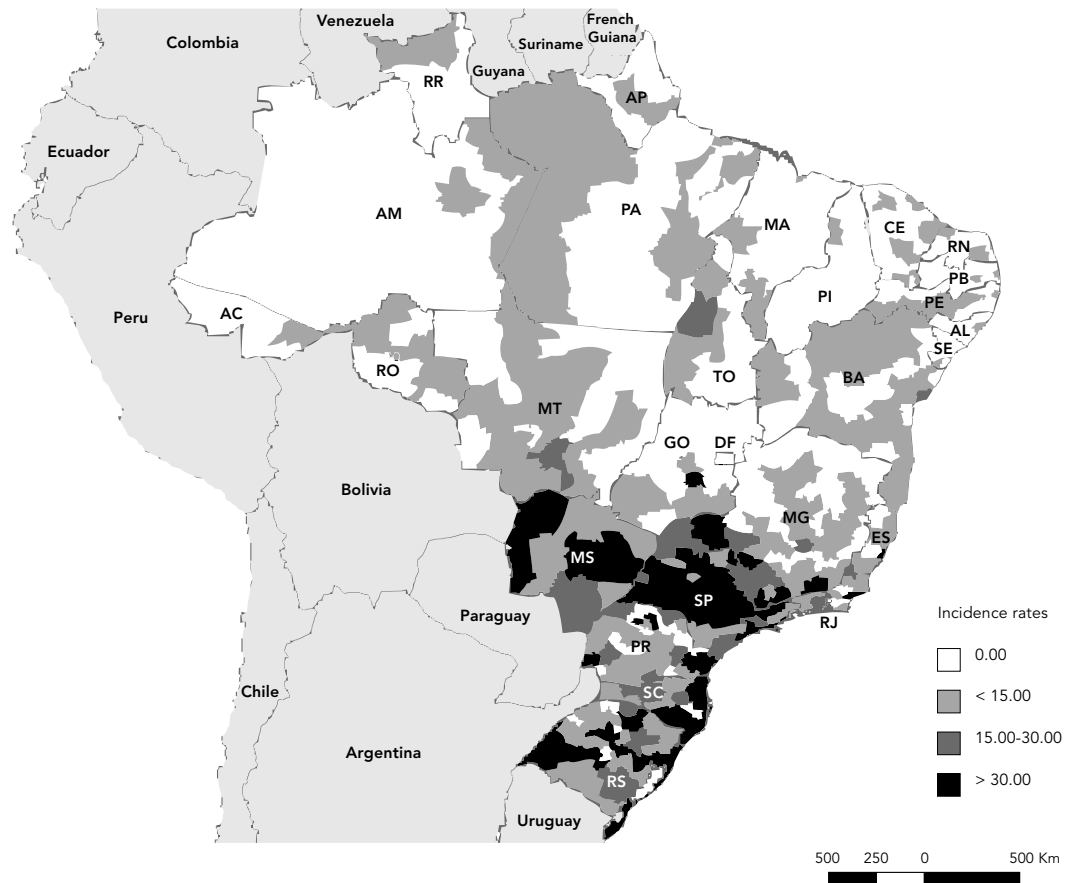 Venezuela
French
Guiana
Colombia
Suriname
Guyana
RR
AP
Ecuador
AM
PA
MA
CE
RN
PB
PI
PE
AC
Peru
AL
SE
RO
TO
BA
MT
GO
DF
Bolivia
MG
ES
MS
SP
Paraguay
RJ
PR
Chile
SC
Argentina
RS
Uruguay
Incidence rates
0.00
< 15.00
15.00-30.00
> 30.00
500 250 0 500 Km